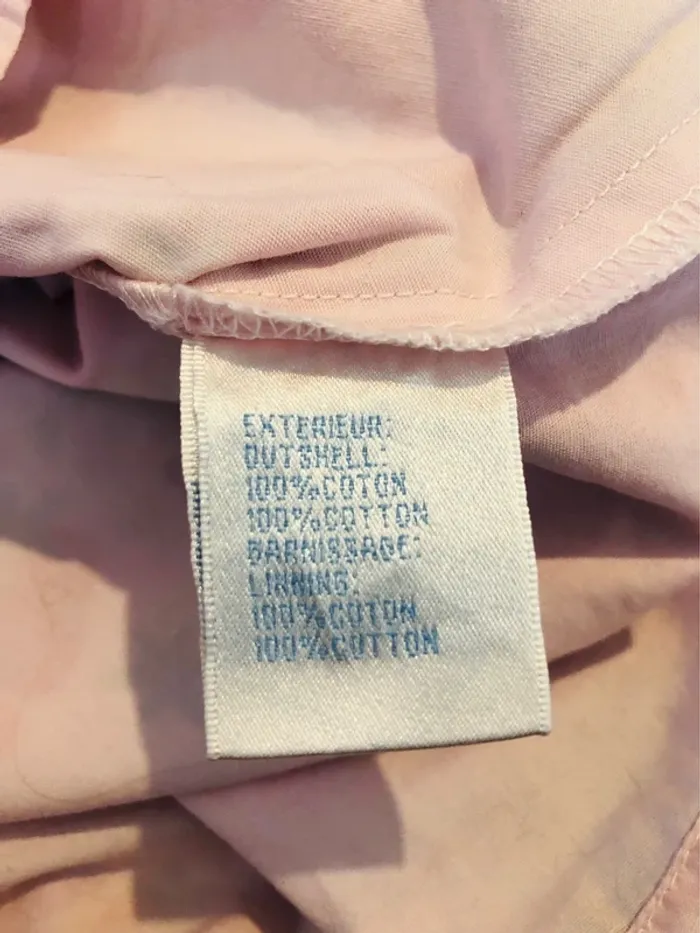 EXTERIEUR:
OUTSHELL:
100%COTON
100%COTTON
GARNISSAGE:
LINNING:
100%COTON
100%COTTON